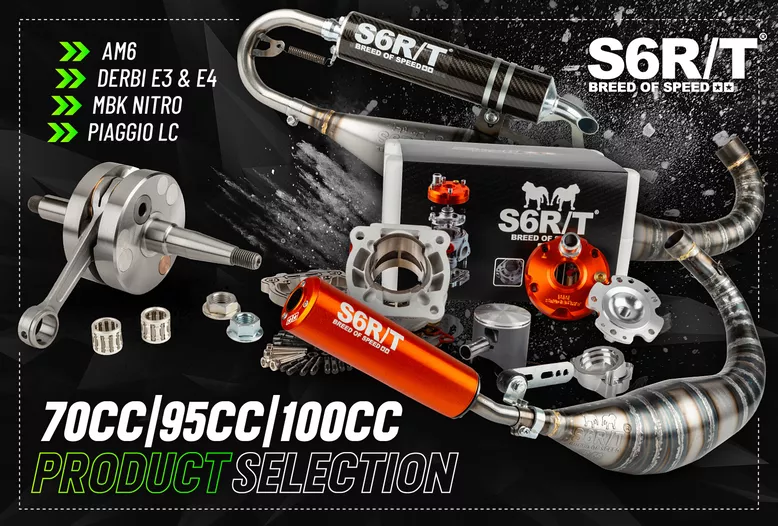 AM6
DERBI E3 & E4
MBK NITRO
PIAGGIO LC
S6R/T
BREED OF SPEED
S6R/T®
BREED OF SPEED
S6R/T®
BREED OF
S6R/T
BREED OF SPEED
S6R/T
70CC|95CC|100CC
PRODUCT SELECTION